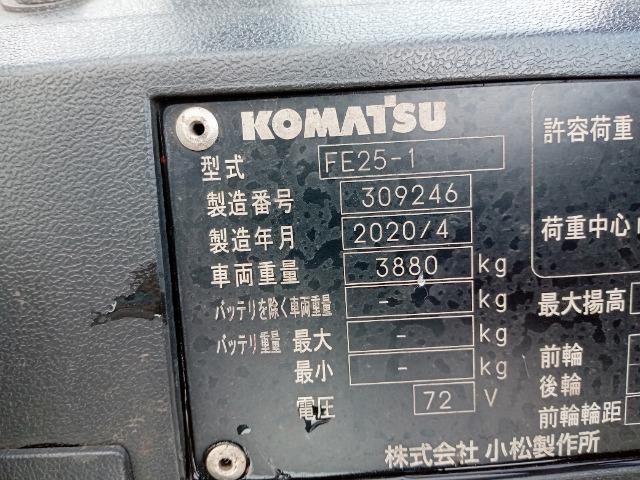 KOMATSU
型式 FE25-1
製造番号 309246
製造年月 2020/4
車両重量 3880 kg
バッテリを除く車両重量 - kg
バッテリ重量 最大 - kg
最小 - kg
電圧 72 V
株式会社 小松製作所
許容荷重
荷重中心
最大揚高
前輪
後輪
前輪輪距